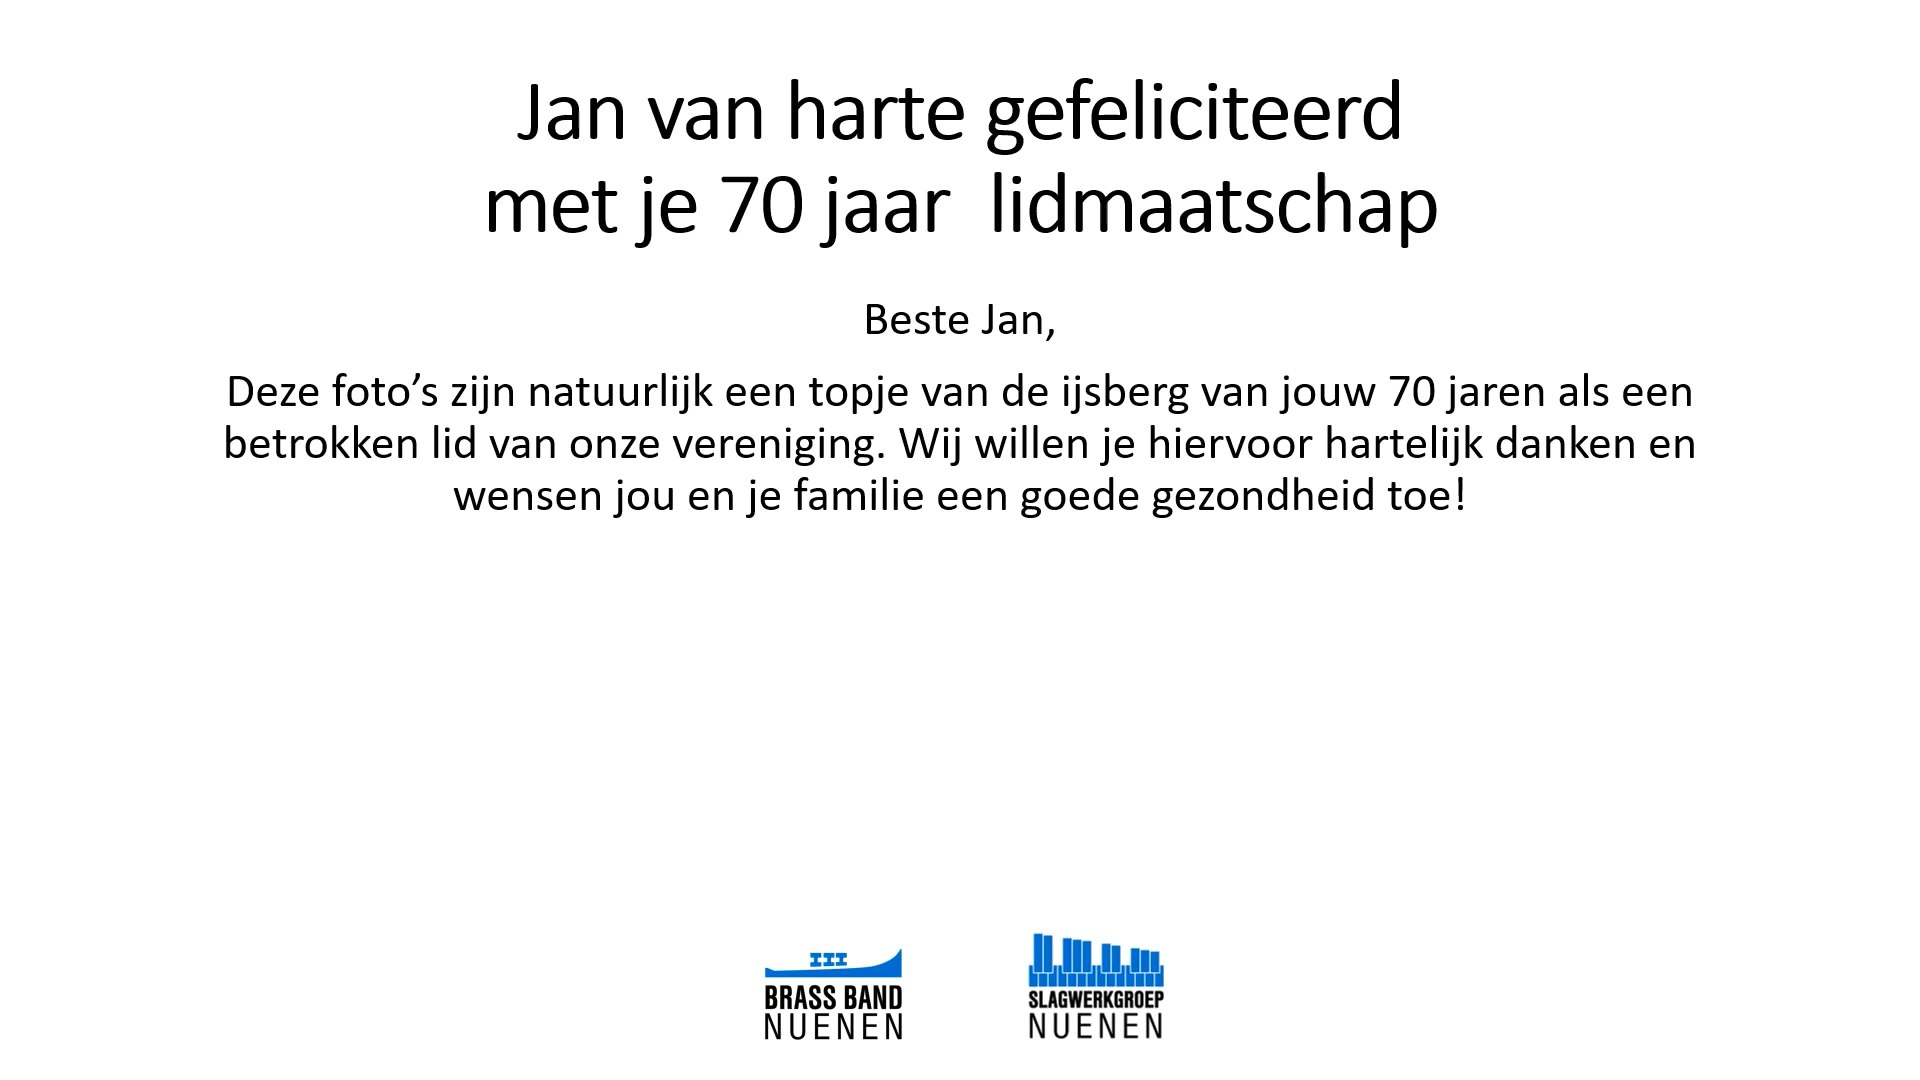 Jan van harte gefeliciteerd
met je 70 jaar  lidmaatschap
Beste Jan,
Deze foto’s zijn natuurlijk een topje van de ijsberg van jouw 70 jaren als een
betrokken lid van onze vereniging. Wij willen je hiervoor hartelijk danken en
wensen jou en je familie een goede gezondheid toe!
BRASS BAND
NUENEN
SLAGWERKGROEP
NUENEN